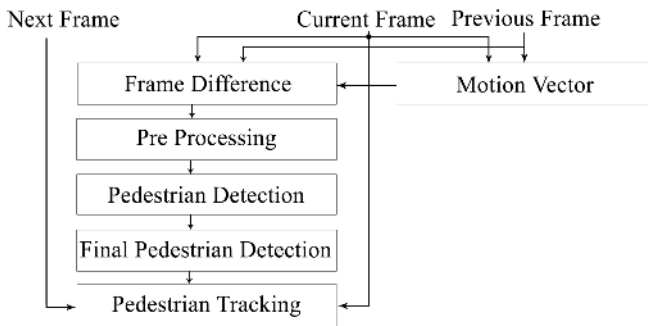 Next Frame Current Frame Previous Frame
Frame Difference Motion Vector
Pre Processing
Pedestrian Detection
Final Pedestrian Detection
Pedestrian Tracking